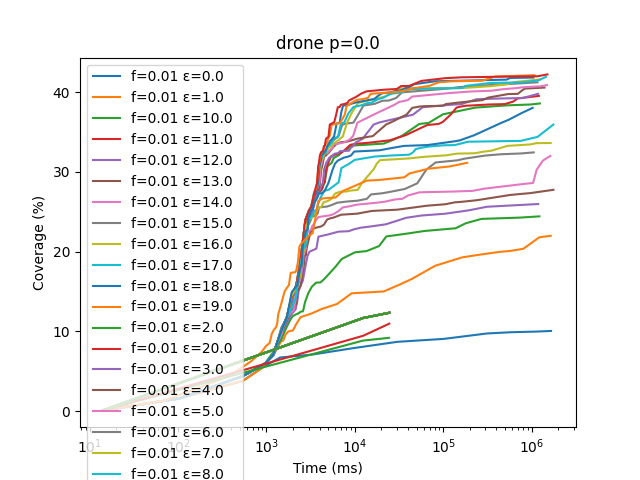 drone p=0.0
Coverage (%)
40
30
20
10
0
f=0.01 ε=0.0
f=0.01 ε=1.0
f=0.01 ε=10.0
f=0.01 ε=11.0
f=0.01 ε=12.0
f=0.01 ε=13.0
f=0.01 ε=14.0
f=0.01 ε=15.0
f=0.01 ε=16.0
f=0.01 ε=17.0
f=0.01 ε=18.0
f=0.01 ε=19.0
f=0.01 ε=2.0
f=0.01 ε=20.0
f=0.01 ε=3.0
f=0.01 ε=4.0
f=0.01 ε=5.0
f=0.01 ε=6.0
f=0.01 ε=7.0
f=0.01 ε=8.0
10¹ 10² 10³ 10⁴ 10⁵ 10⁶
Time (ms)